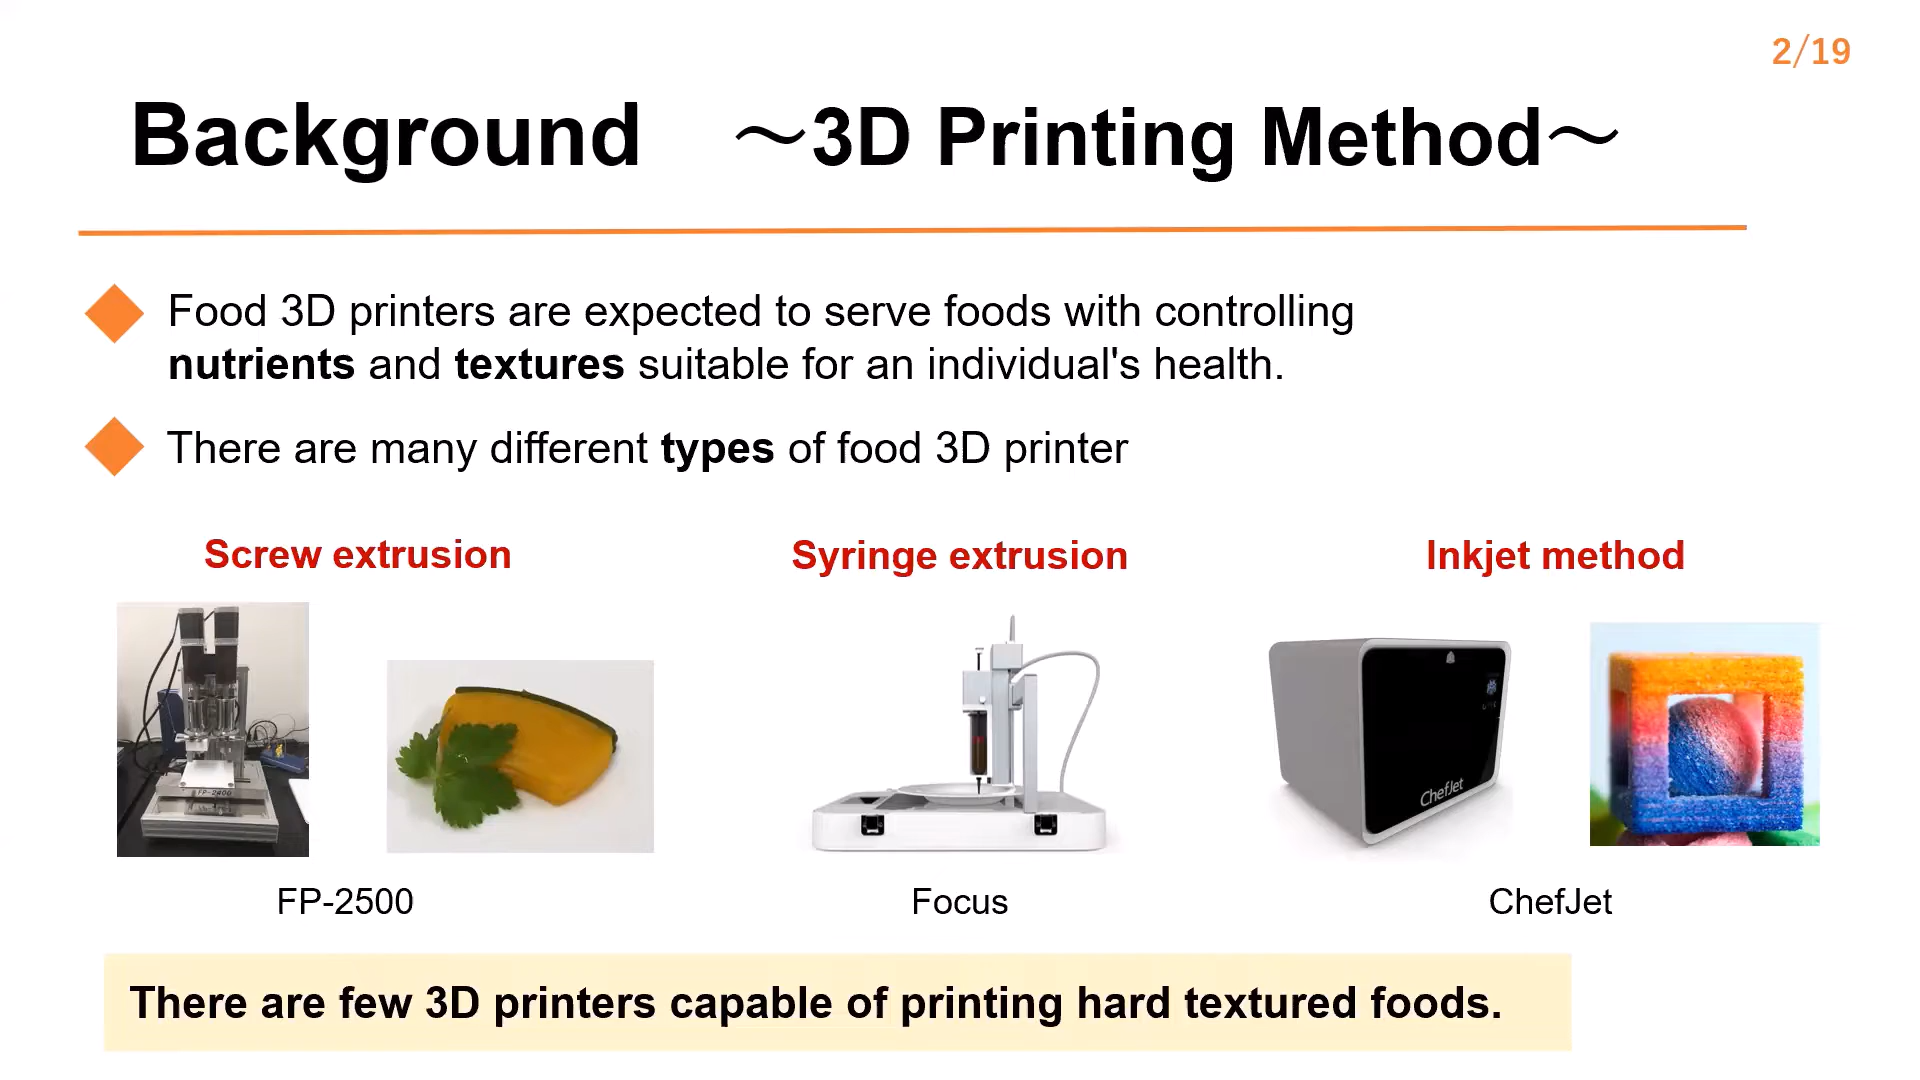 2/19
Background ～3D Printing Method～
Food 3D printers are expected to serve foods with controlling
nutrients and textures suitable for an individual's health.
There are many different types of food 3D printer
Screw extrusion
Syringe extrusion
Inkjet method
FP-2400
ChefJet
FP-2500
Focus
ChefJet
There are few 3D printers capable of printing hard textured foods.